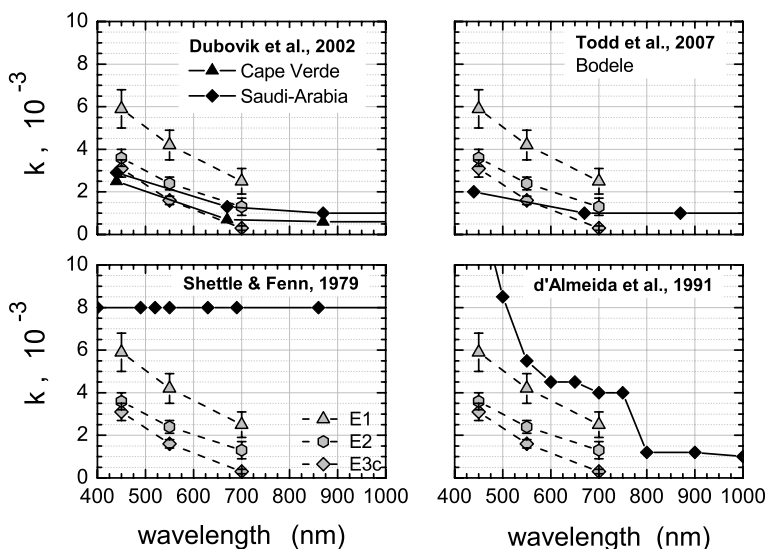 10
8
6
4
2
0
k , 10⁻³
Dubovik et al., 2002
Cape Verde
Saudi-Arabia
Todd et al., 2007
Bodele
10
8
6
4
2
0
k , 10⁻³
Shettle & Fenn, 1979
E1
E2
E3c
d'Almeida et al., 1991
400 500 600 700 800 900 1000
400 500 600 700 800 900 1000
wavelength (nm)
wavelength (nm)